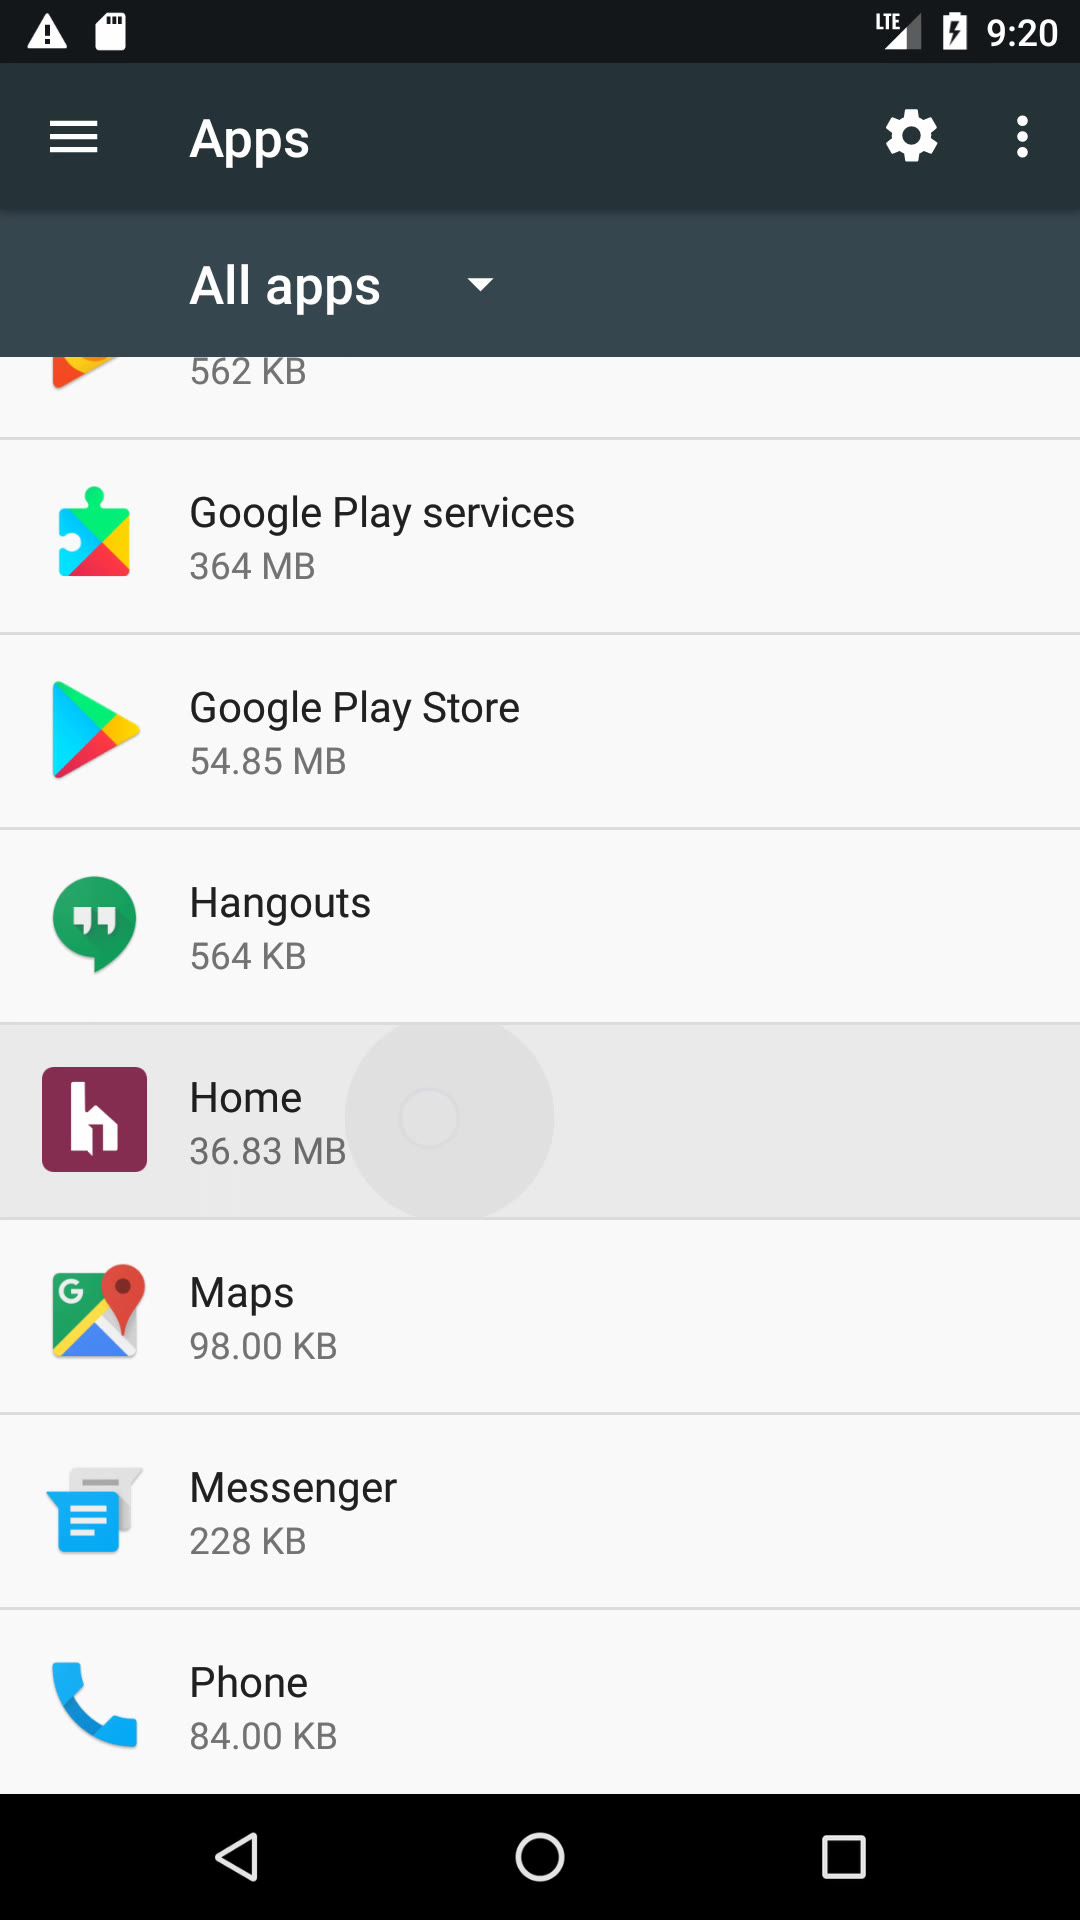 LTE 9:20
Apps
All apps
562 KB
Google Play services
364 MB
Google Play Store
54.85 MB
Hangouts
564 KB
Home
36.83 MB
Maps
98.00 KB
Messenger
228 KB
Phone
84.00 KB